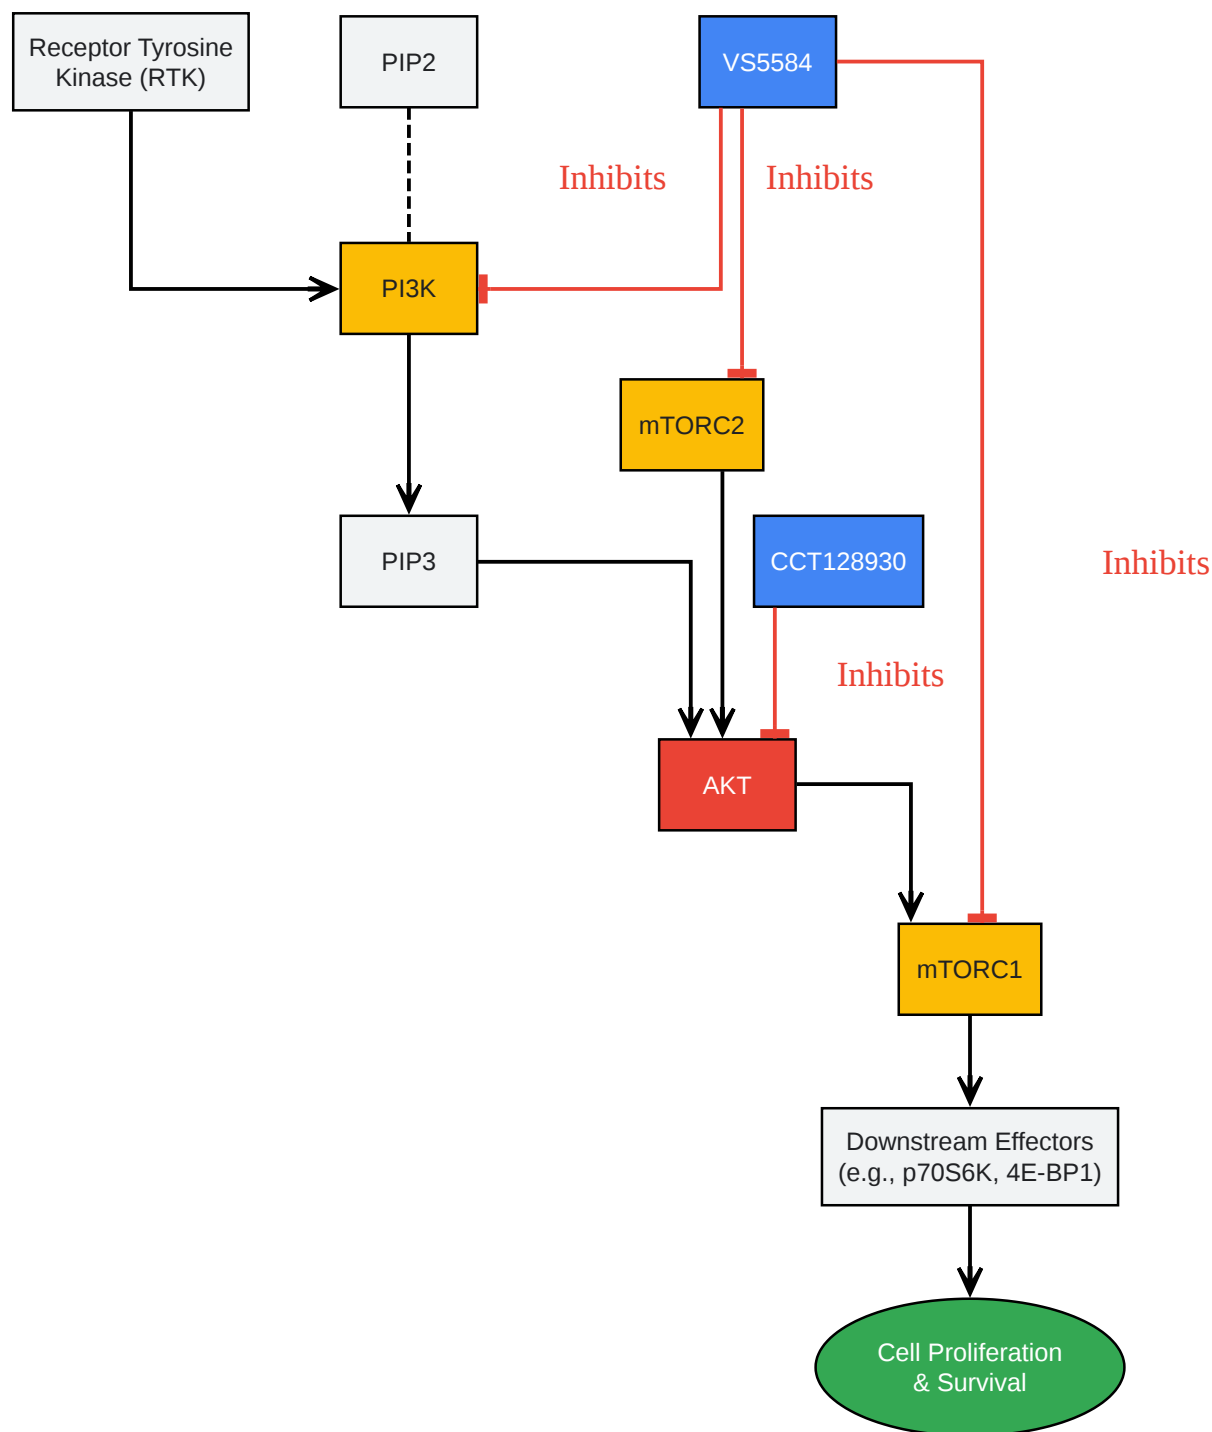 Receptor Tyrosine
Kinase (RTK)
PIP2
VS5584
Inhibits
Inhibits
PI3K
mTORC2
PIP3
CCT128930
Inhibits
Inhibits
AKT
mTORC1
Downstream Effectors
(e.g., p70S6K, 4E-BP1)
Cell Proliferation
& Survival